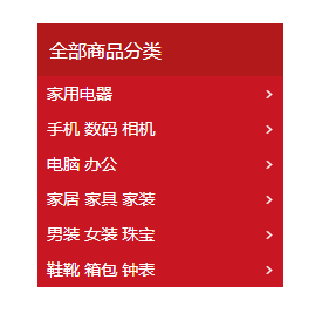 全部商品分类
家用电器
手机 数码 相机
电脑 办公
家居 家具 家装
男装 女装 珠宝
鞋靴 箱包 钟表